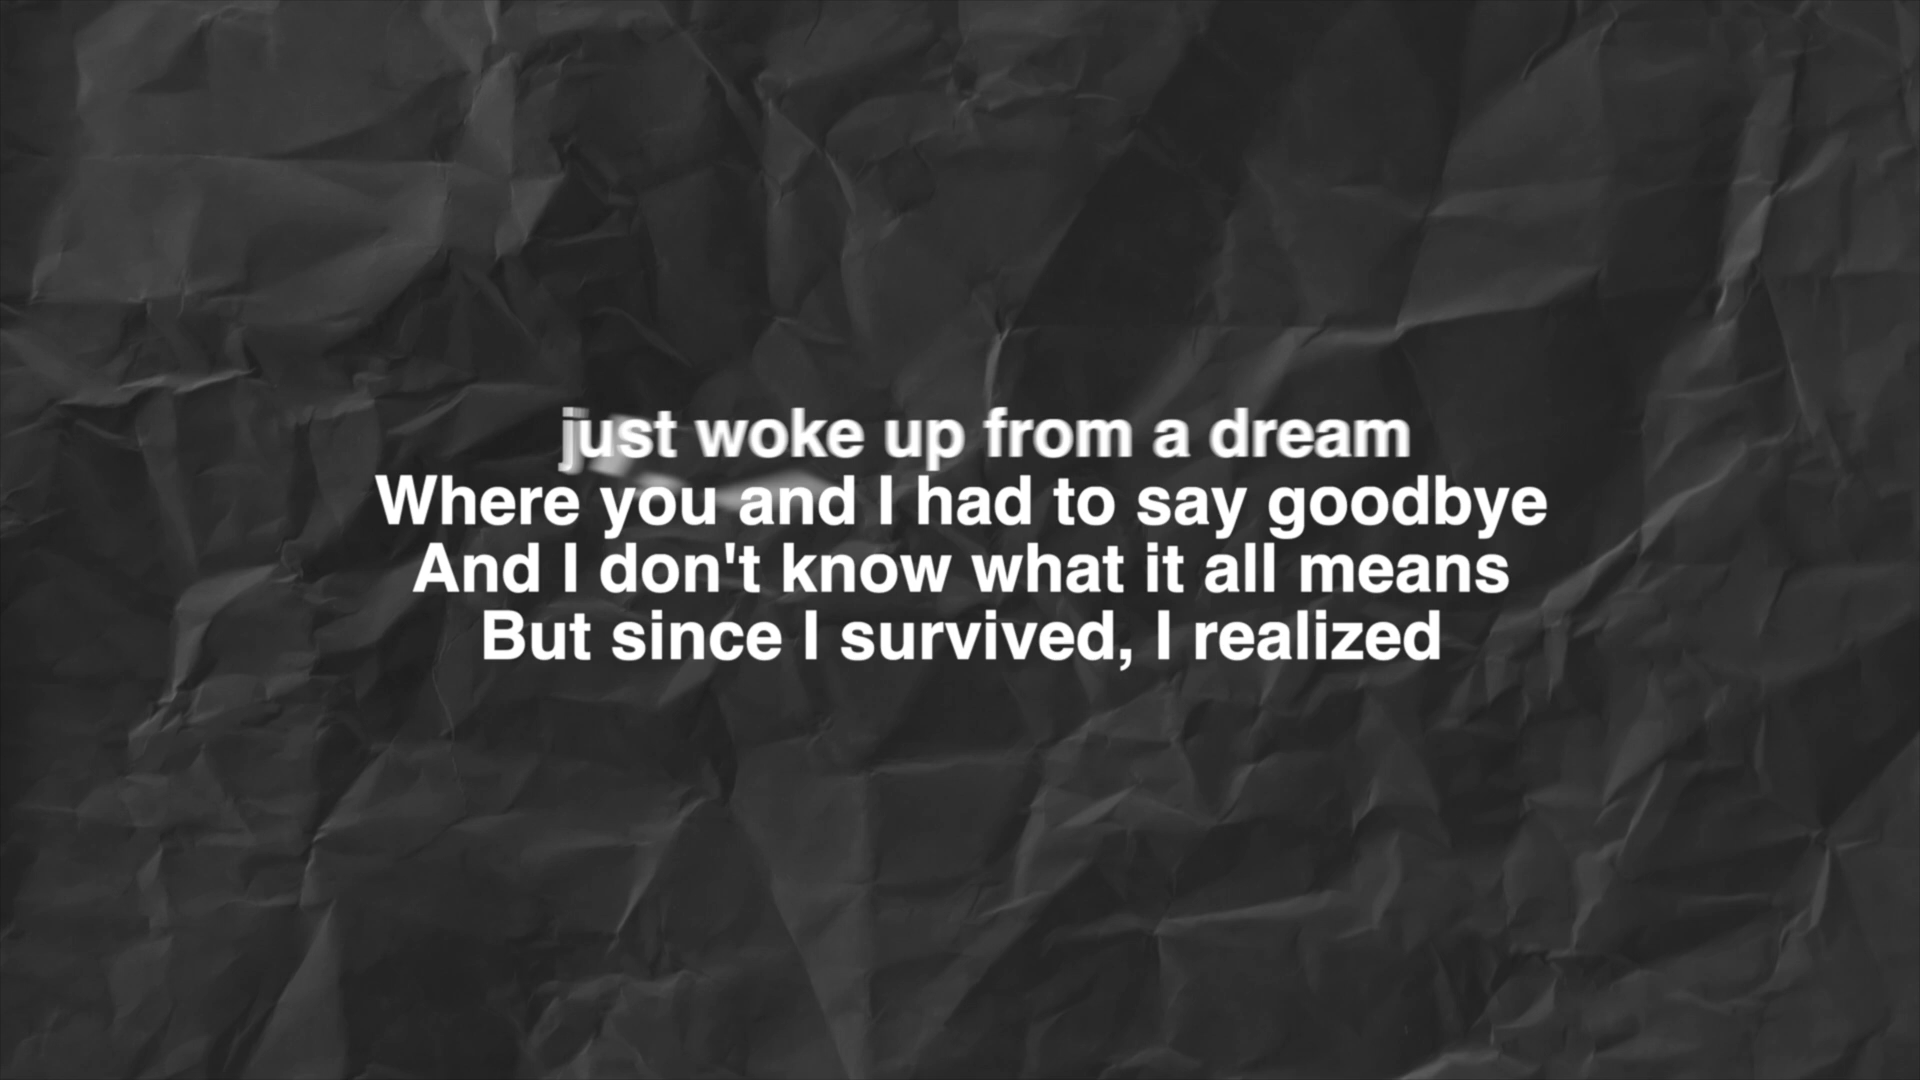 just woke up from a dream
Where you and I had to say goodbye
And I don't know what it all means
But since I survived, I realized